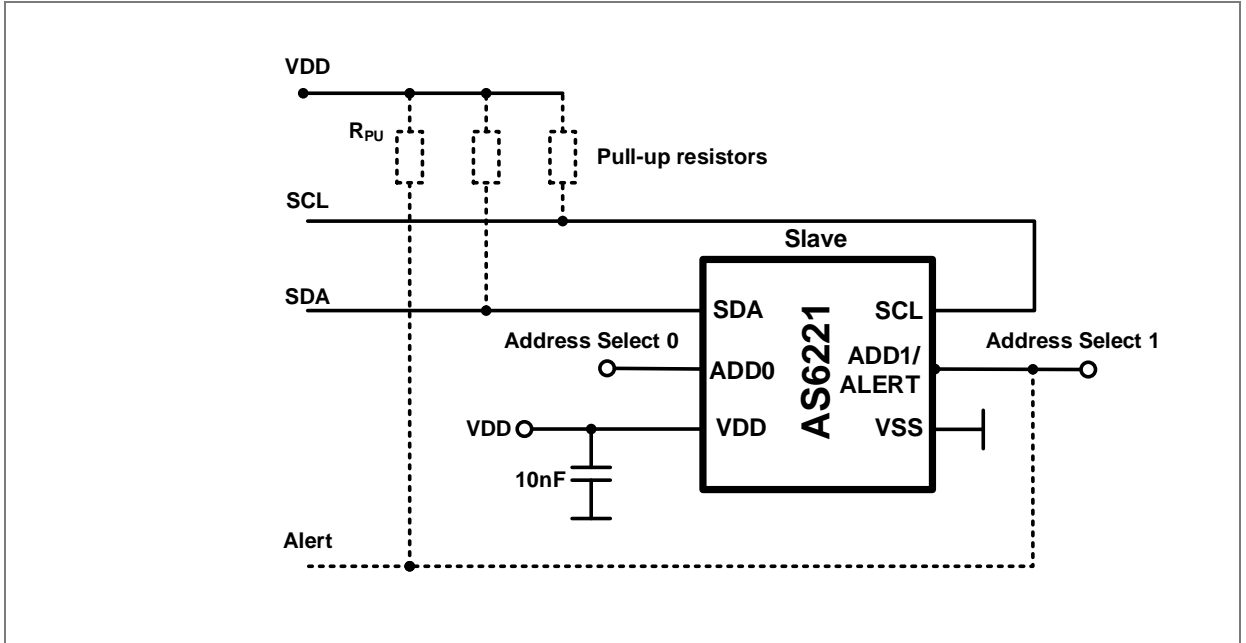 VDD
RPU
Pull-up resistors
SCL
Slave
SDA
SDA
SCL
Address Select 0
Address Select 1
ADD0
ADD1/
ALERT
AS6221
VDD
VDD
VSS
10nF
Alert